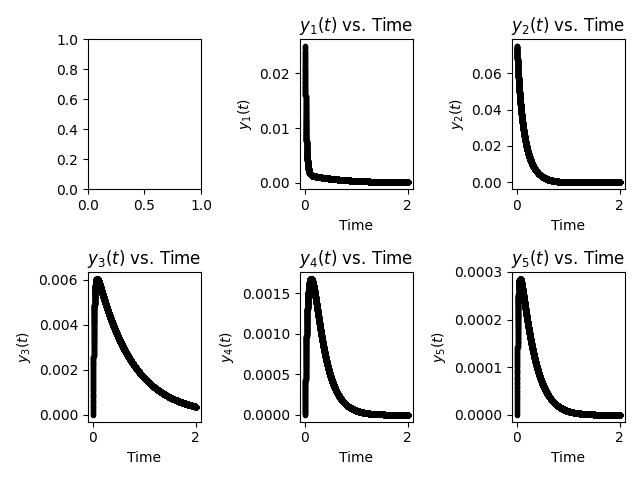 1.0
0.8
0.6
0.4
0.2
0.0
0.0 0.5 1.0
y₁(t) vs. Time
y₁(t)
0.02
0.01
0.00
0 2
Time
y₂(t) vs. Time
y₂(t)
0.06
0.04
0.02
0.00
0 2
Time
y₃(t) vs. Time
y₃(t)
0.006
0.004
0.002
0.000
0 2
Time
y₄(t) vs. Time
y₄(t)
0.0015
0.0010
0.0005
0.0000
0 2
Time
y₅(t) vs. Time
y₅(t)
0.0003
0.0002
0.0001
0.0000
0 2
Time